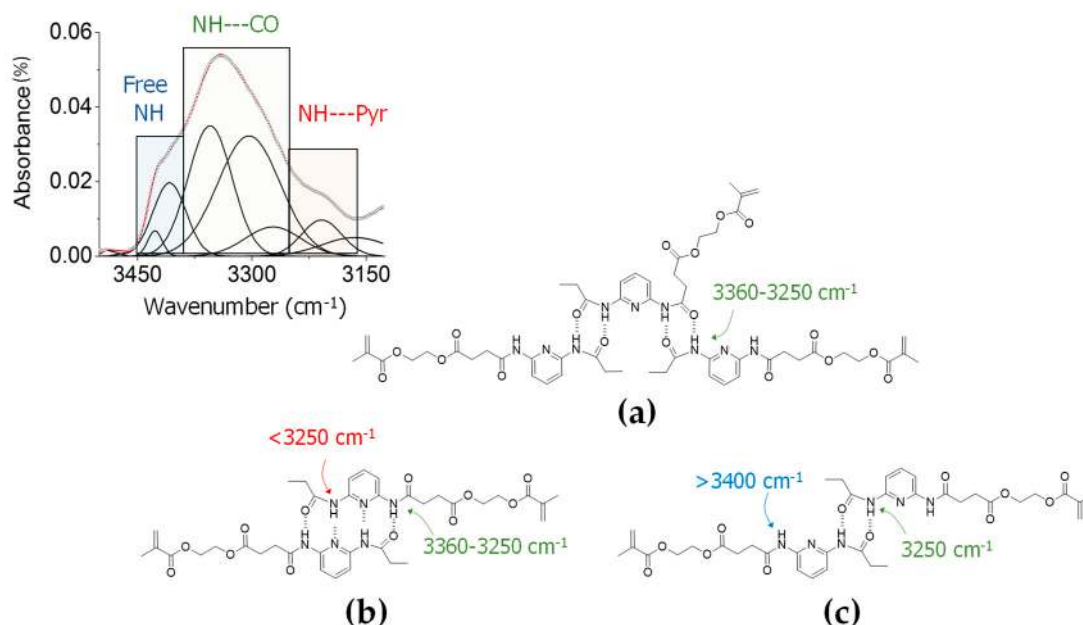 NH---CO
Free
NH
NH---Pyr
0.06
0.04
0.02
0.00
Absorbance (%)
3450
3300
3150
Wavenumber (cm-1)
3360-3250 cm-1
(a)
<3250 cm-1
3360-3250 cm-1
(b)
>3400 cm-1
3250 cm-1
(c)